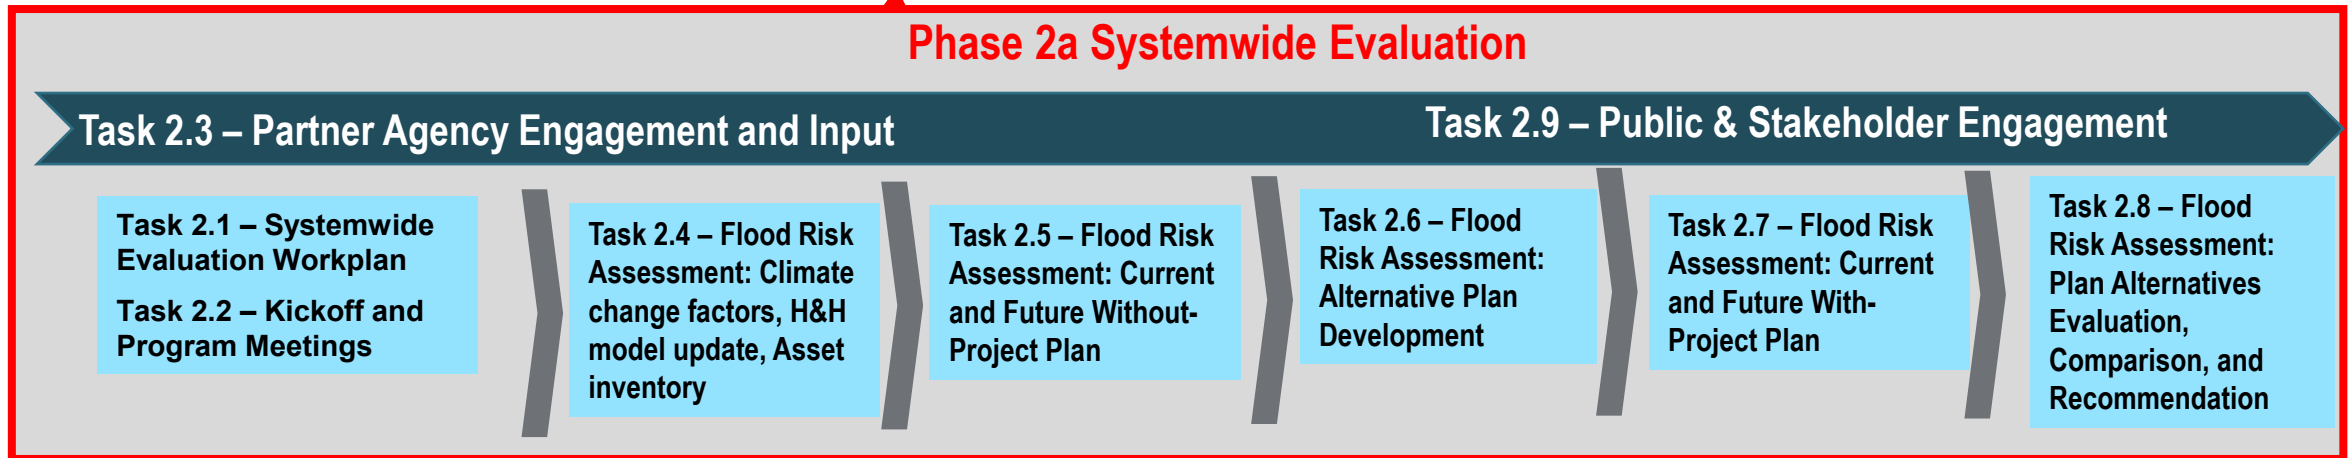 Phase 2a Systemwide Evaluation
Task 2.3 – Partner Agency Engagement and Input
Task 2.9 – Public & Stakeholder Engagement
Task 2.1 – Systemwide
Evaluation Workplan
Task 2.2 – Kickoff and
Program Meetings
Task 2.4 – Flood Risk
Assessment: Climate
change factors, H&H
model update, Asset
inventory
Task 2.5 – Flood Risk
Assessment: Current
and Future Without-
Project Plan
Task 2.6 – Flood
Risk Assessment:
Alternative Plan
Development
Task 2.7 – Flood Risk
Assessment: Current
and Future With-
Project Plan
Task 2.8 – Flood
Risk Assessment:
Plan Alternatives
Evaluation,
Comparison, and
Recommendation